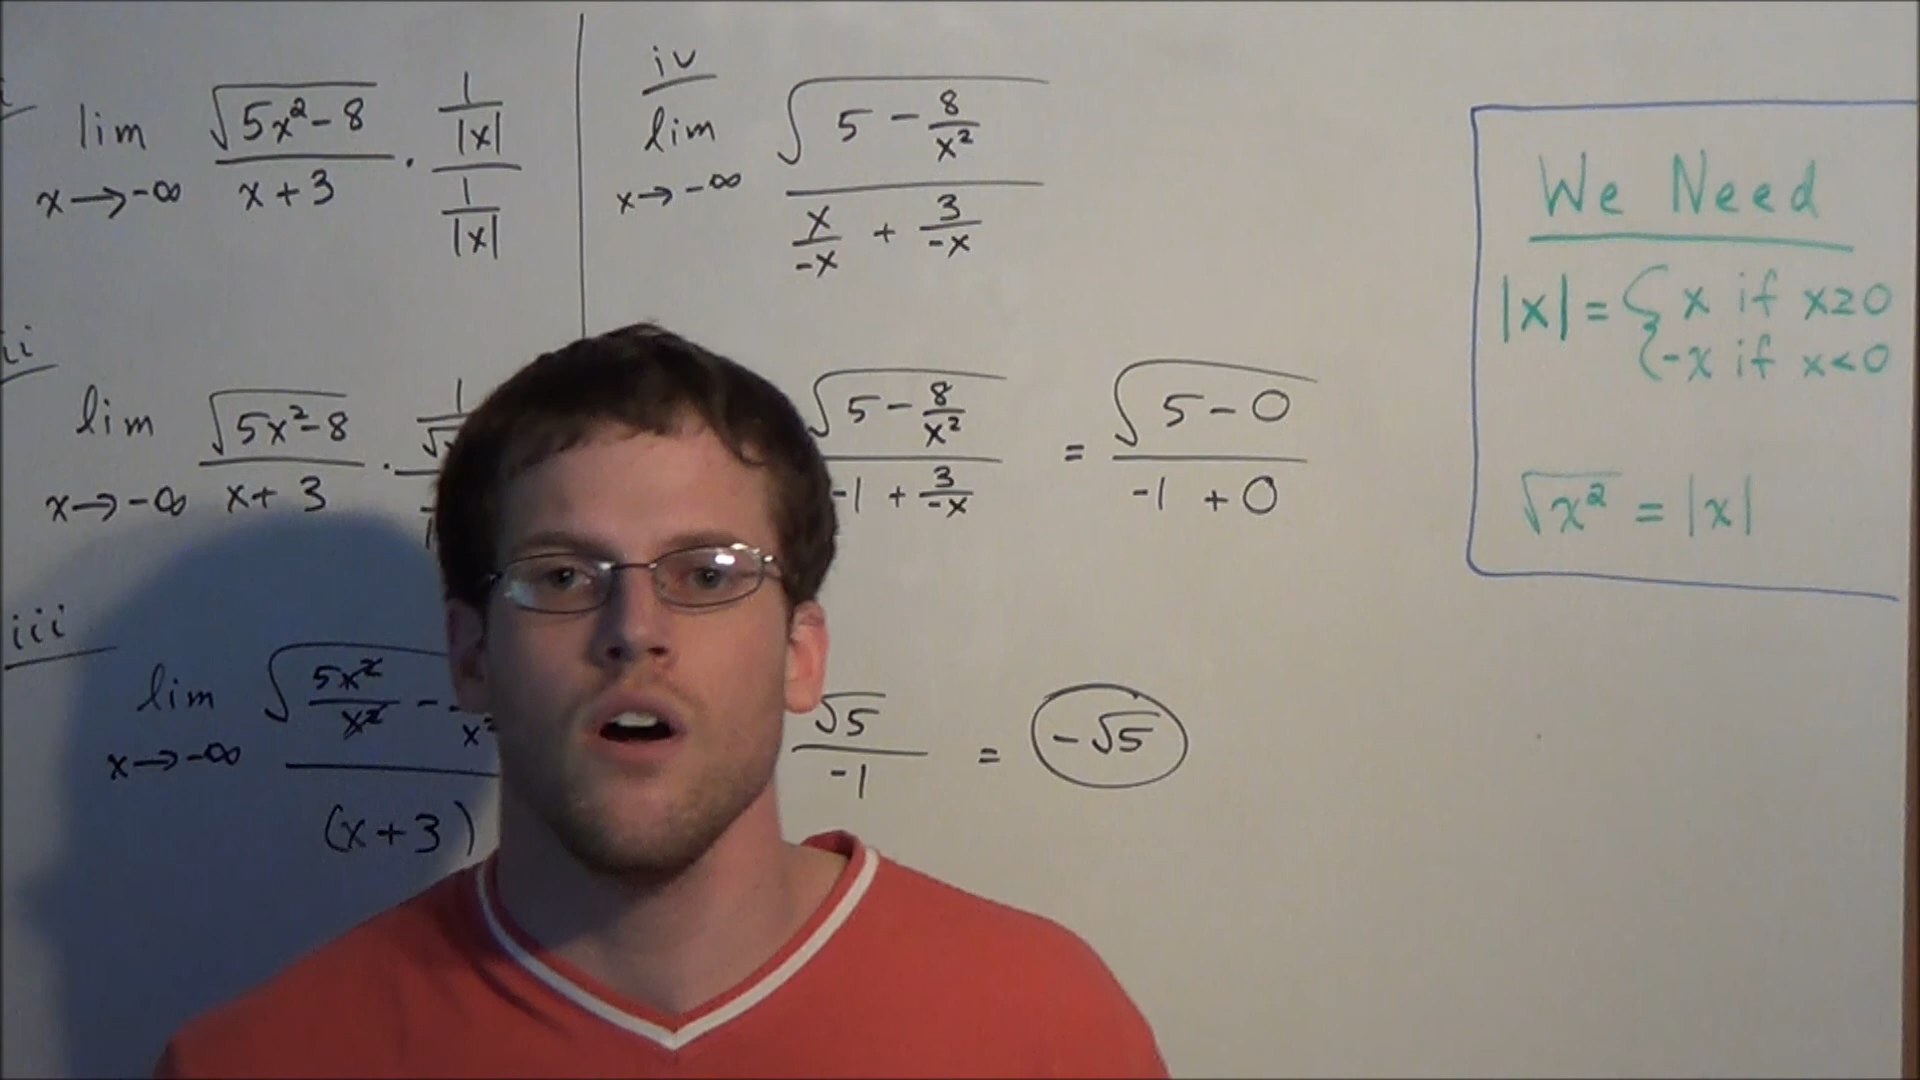 i
lim x→-∞ √(5x²-8) / (x+3) · (1/|x|) / (1/|x|)
ii
lim x→-∞ √(5x²-8) / (x+3) ·
iii
lim x→-∞ √(5x²/x² -
(x+3)
iv
lim x→-∞ √(5 - 8/x²) / (x/-x + 3/-x)
√(5 - 8/x²) / (-1 + 3/-x) = √(5-0) / (-1+0)
√5 / -1 = -√5
We Need
|x| = { x if x≥0
-x if x<0
√x² = |x|